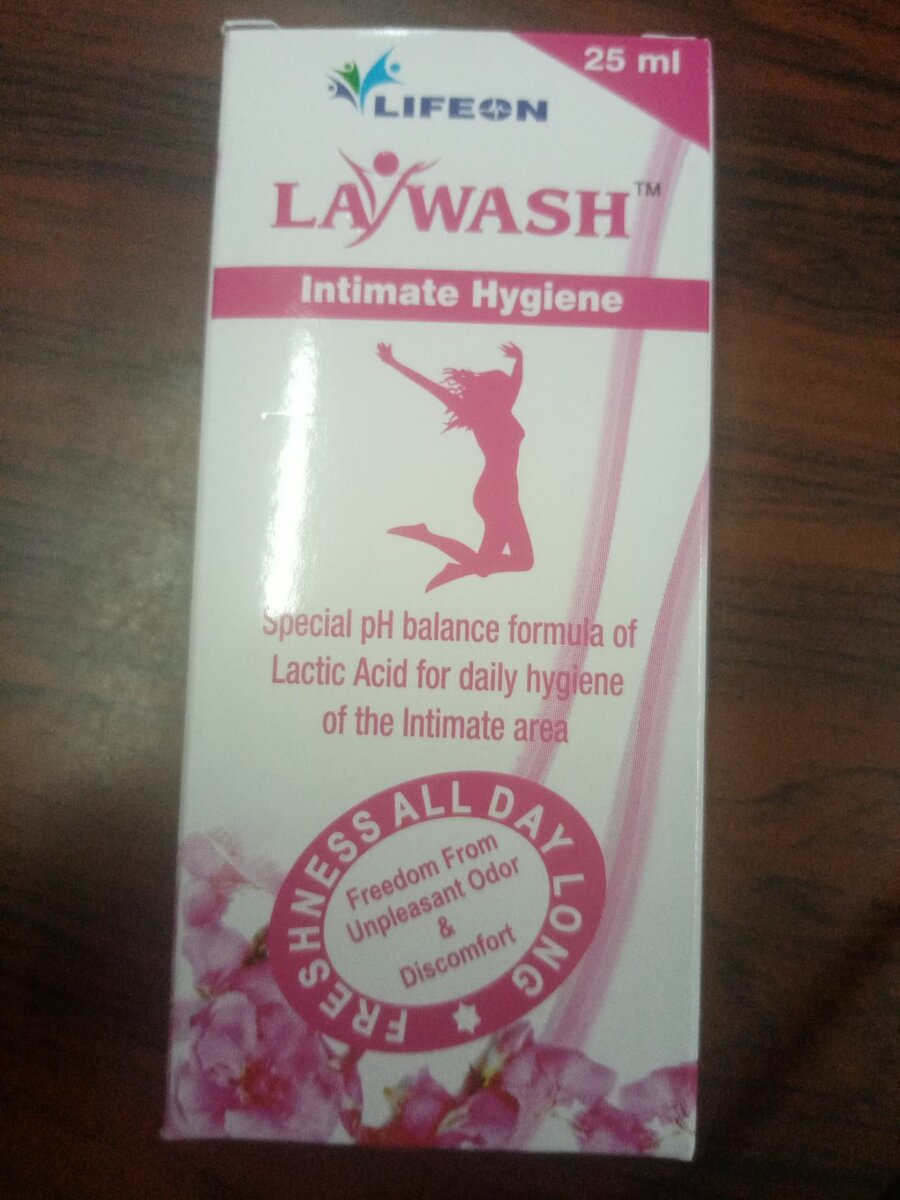 25 ml
LIFEON
LAYWASH™
Intimate Hygiene
Special pH balance formula of
Lactic Acid for daily hygiene
of the Intimate area
FRESHNESS ALL DAY LONG
Freedom From
Unpleasant Odor
&
Discomfort